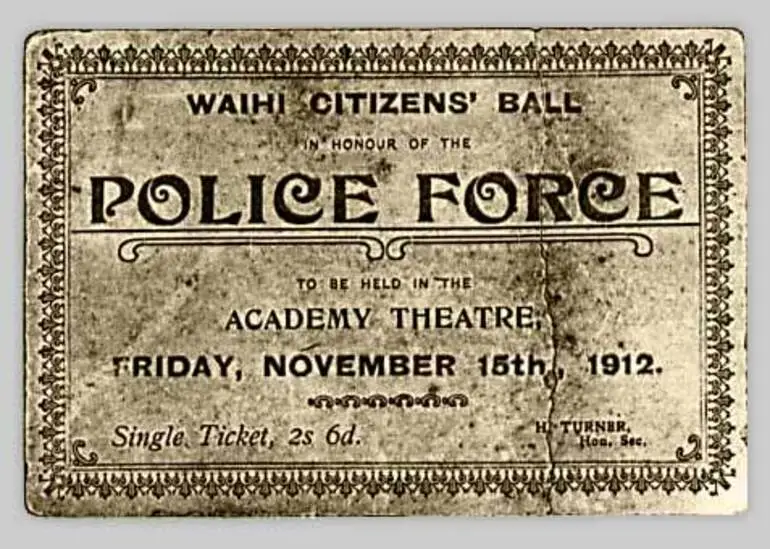 WAIHI CITIZENS' BALL
IN HONOUR OF THE
POLICE FORCE
TO BE HELD IN THE
ACADEMY THEATRE,
FRIDAY, NOVEMBER 15th, 1912.
Single Ticket, 2s 6d.
H. TURNER,
Hon. Sec.